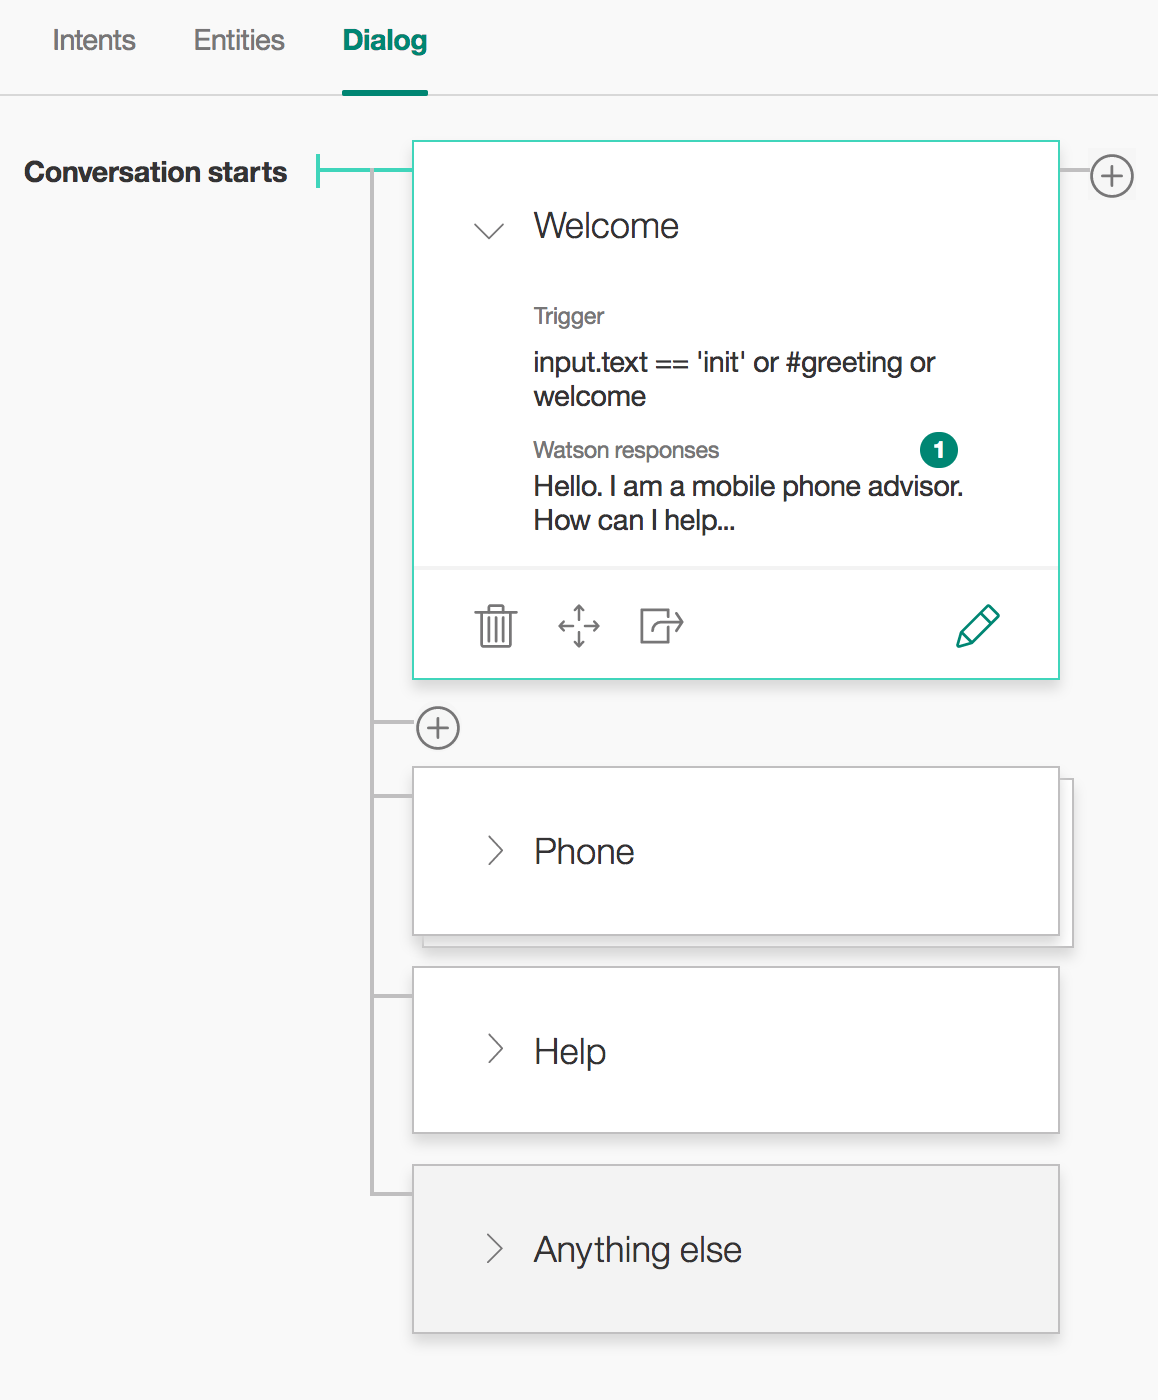 Intents Entities Dialog
Conversation starts
Welcome
Trigger
input.text == 'init' or #greeting or
welcome
Watson responses 1
Hello. I am a mobile phone advisor.
How can I help...
Phone
Help
Anything else